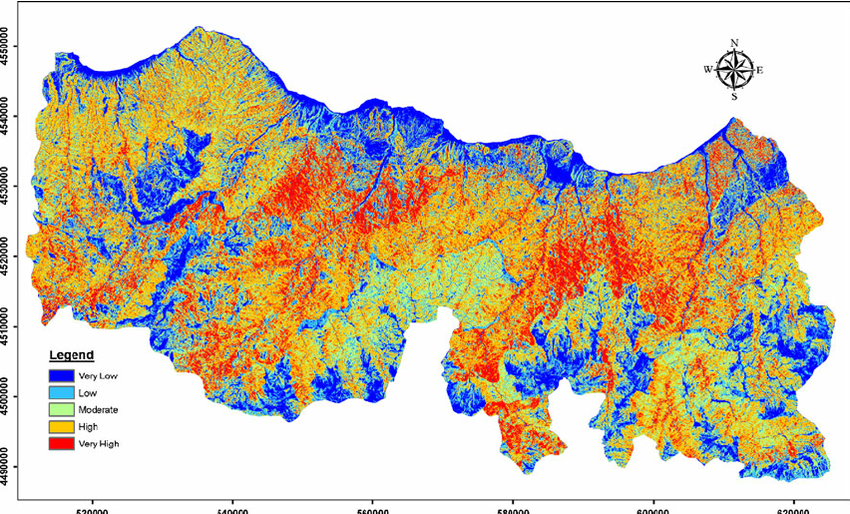 N
W E
S
4550000
4540000
4530000
4520000
4510000
4500000
4490000
Legend
Very Low
Low
Moderate
High
Very High
520000 540000 560000 580000 600000 620000